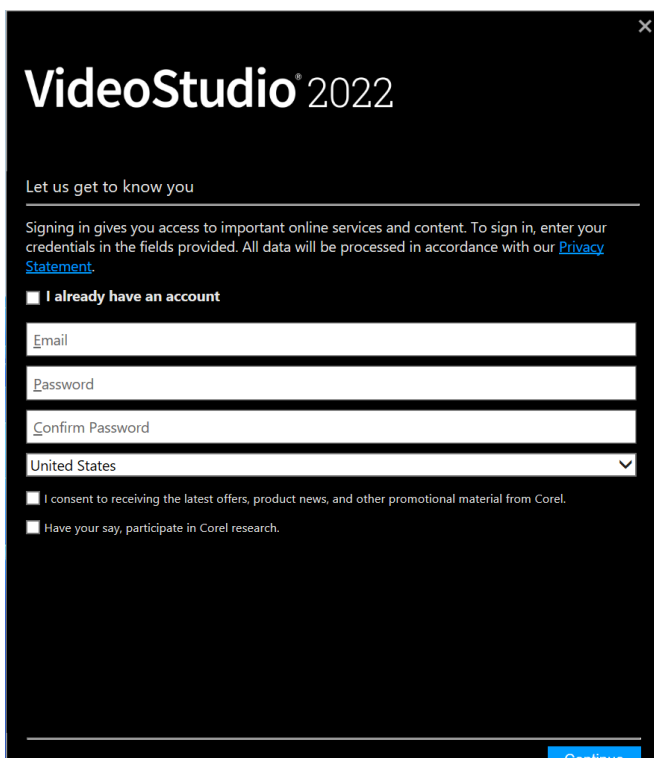 VideoStudio® 2022
Let us get to know you
Signing in gives you access to important online services and content. To sign in, enter your
credentials in the fields provided. All data will be processed in accordance with our Privacy
Statement.
I already have an account
Email
Password
Confirm Password
United States
I consent to receiving the latest offers, product news, and other promotional material from Corel.
Have your say, participate in Corel research.
Continue